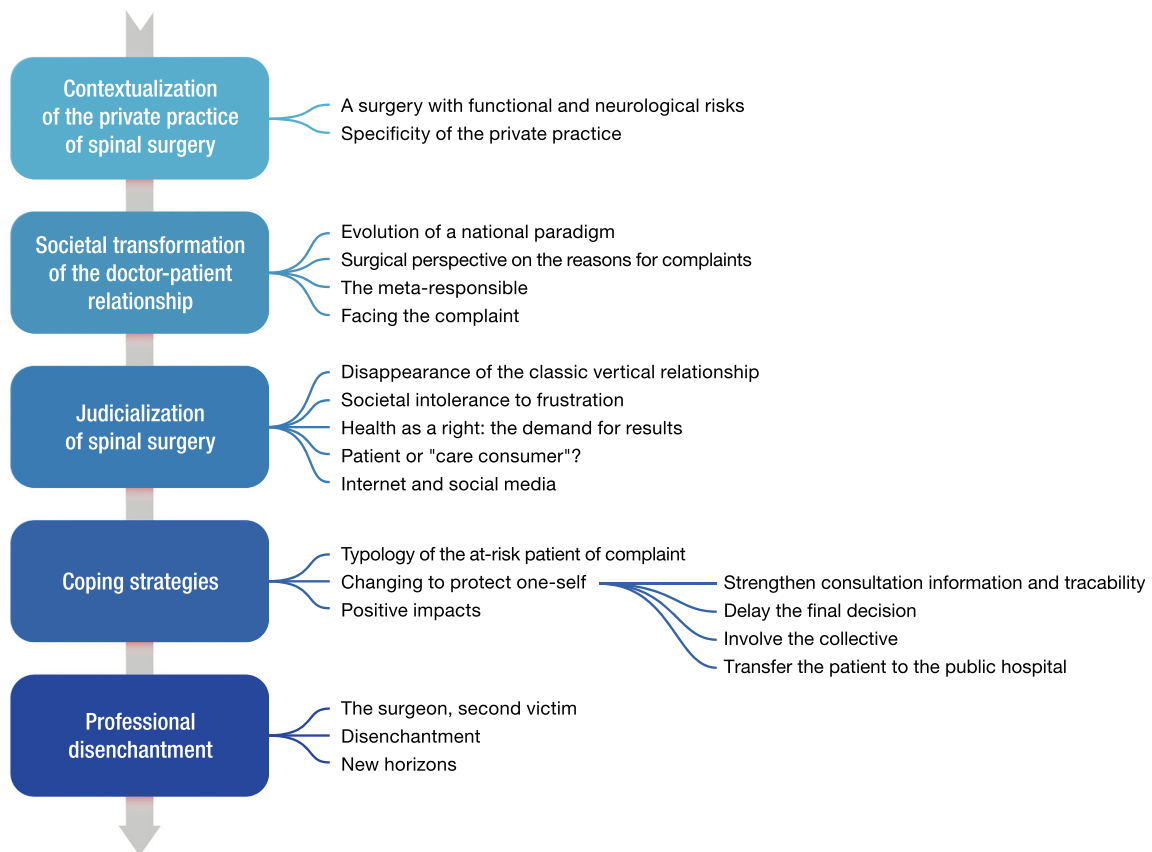 Contextualization
of the private practice
of spinal surgery
A surgery with functional and neurological risks
Specificity of the private practice
Societal transformation
of the doctor-patient
relationship
Evolution of a national paradigm
Surgical perspective on the reasons for complaints
The meta-responsible
Facing the complaint
Judicialization
of spinal surgery
Disappearance of the classic vertical relationship
Societal intolerance to frustration
Health as a right: the demand for results
Patient or "care consumer"?
Internet and social media
Coping strategies
Typology of the at-risk patient of complaint
Changing to protect one-self
Positive impacts
Strengthen consultation information and tracability
Delay the final decision
Involve the collective
Transfer the patient to the public hospital
Professional
disenchantment
The surgeon, second victim
Disenchantment
New horizons